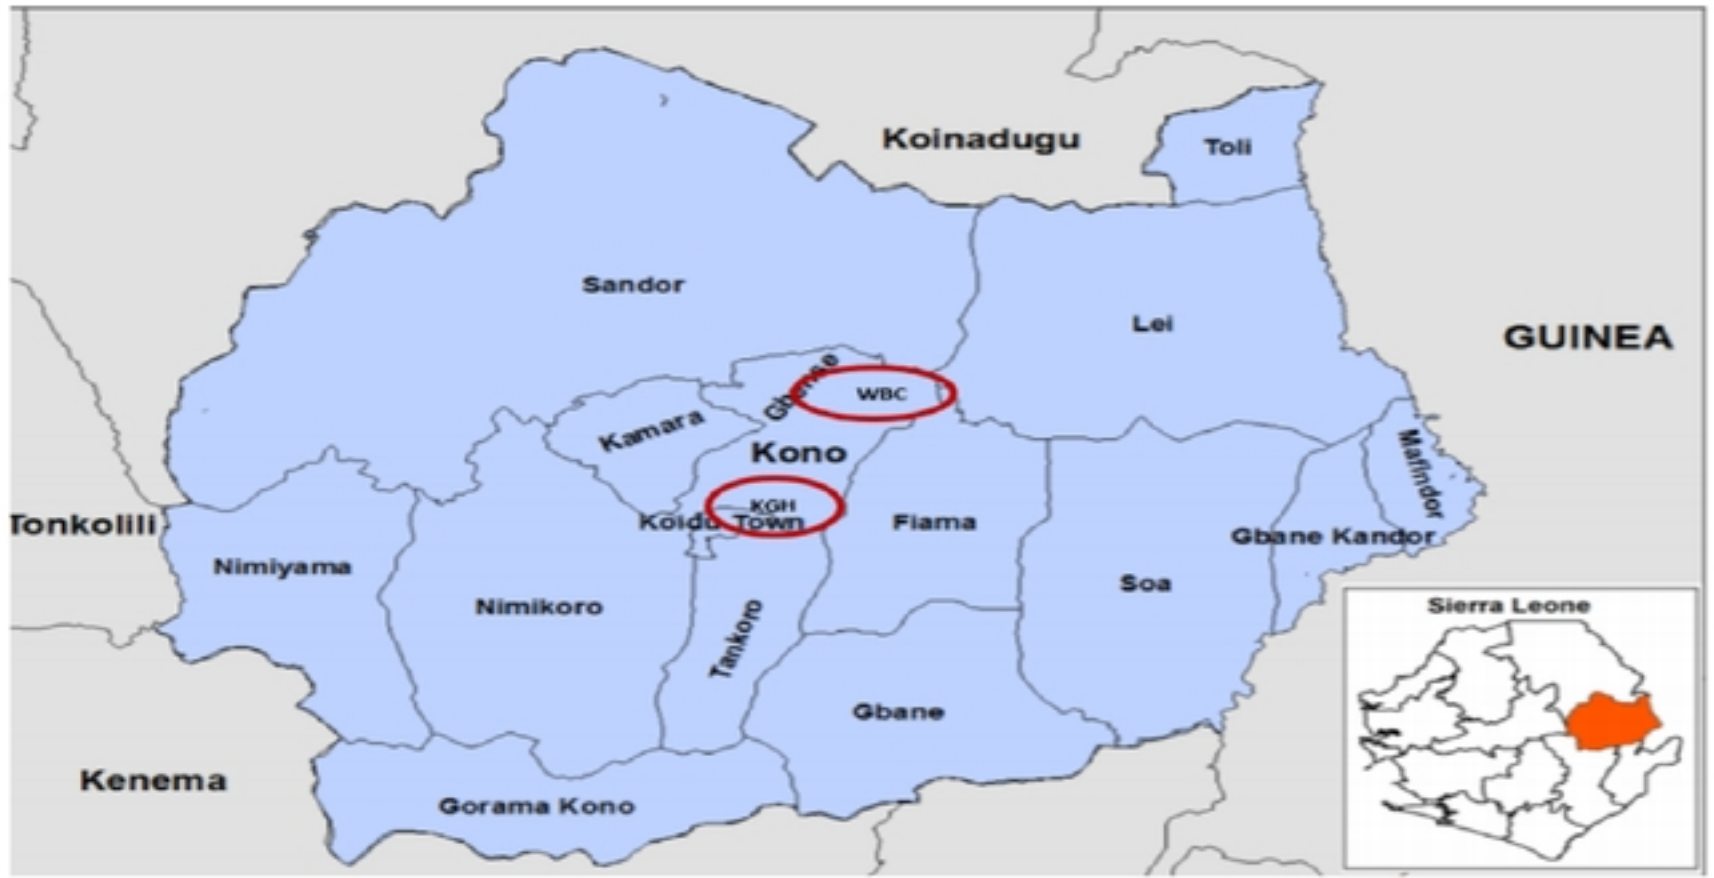 Koinadugu
Toli
Sandor
Lei
GUINEA
Gbense
WBC
Kamara
Kono
Mafindor
KGH
Koidu Town
Fiama
Tonkolili
Gbane Kandor
Nimiyama
Soa
Nimikoro
Sierra Leone
Tankoro
Gbane
Kenema
Gorama Kono